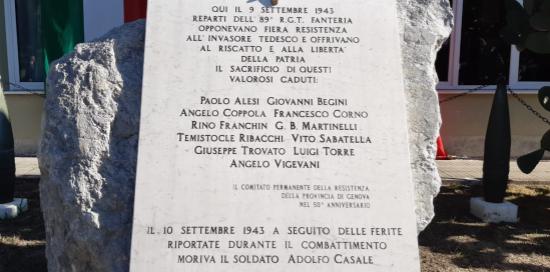 QUI IL 9 SETTEMBRE 1943
REPARTI DELL' 89° R.G.T. FANTERIA
OPPONEVANO FIERA RESISTENZA
ALL' INVASORE TEDESCO E OFFRIVANO
AL RISCATTO E ALLA LIBERTA'
DELLA PATRIA
IL SACRIFICIO DI QUESTI
VALOROSI CADUTI:
PAOLO ALESI GIOVANNI BEGINI
ANGELO COPPOLA FRANCESCO CORNO
RINO FRANCHIN G. B. MARTINELLI
TEMISTOCLE RIBACCHI VITO SABATELLA
GIUSEPPE TROVATO LUIGI TORRE
ANGELO VIGEVANI
IL COMITATO PERMANENTE DELLA RESISTENZA
DELLA PROVINCIA DI GENOVA
NEL 50° ANNIVERSARIO
IL 10 SETTEMBRE 1943 A SEGUITO DELLE FERITE
RIPORTATE DURANTE IL COMBATTIMENTO
MORIVA IL SOLDATO ADOLFO CASALE